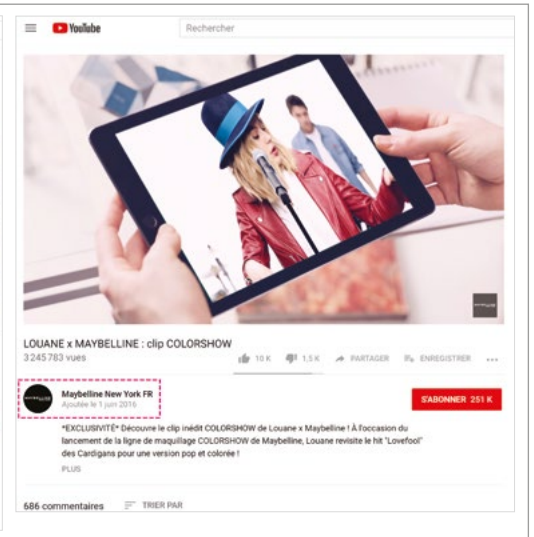 YouTube
Rechercher
LOUANE x MAYBELLINE : clip COLORSHOW
3 245 783 vues
10 K
1,5 K
PARTAGER
ENREGISTRER
Maybelline New York FR
Ajoutée le 1 juin 2016
S'ABONNER 251 K
*EXCLUSIVITÉ* Découvre le clip inédit COLORSHOW de Louane x Maybelline ! À l'occasion du
lancement de la ligne de maquillage COLORSHOW de Maybelline, Louane revisite le hit "Lovefool"
des Cardigans pour une version pop et colorée !
PLUS
686 commentaires
TRIER PAR